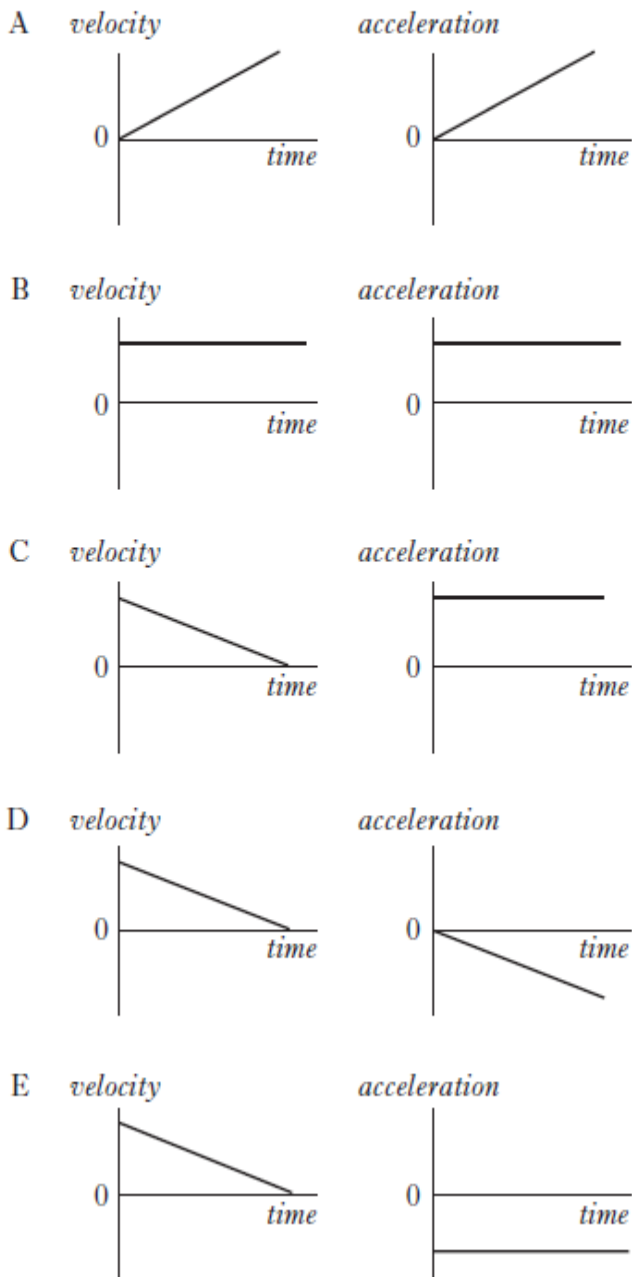 A velocity acceleration
0 0
time time
B velocity acceleration
0 0
time time
C velocity acceleration
0 0
time time
D velocity acceleration
0 0
time time
E velocity acceleration
0 0
time time